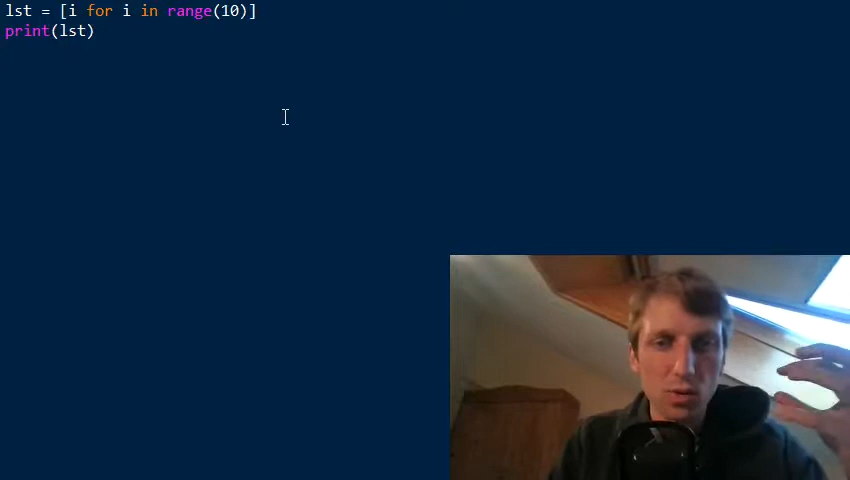 lst = [i for i in range(10)]
print(lst)